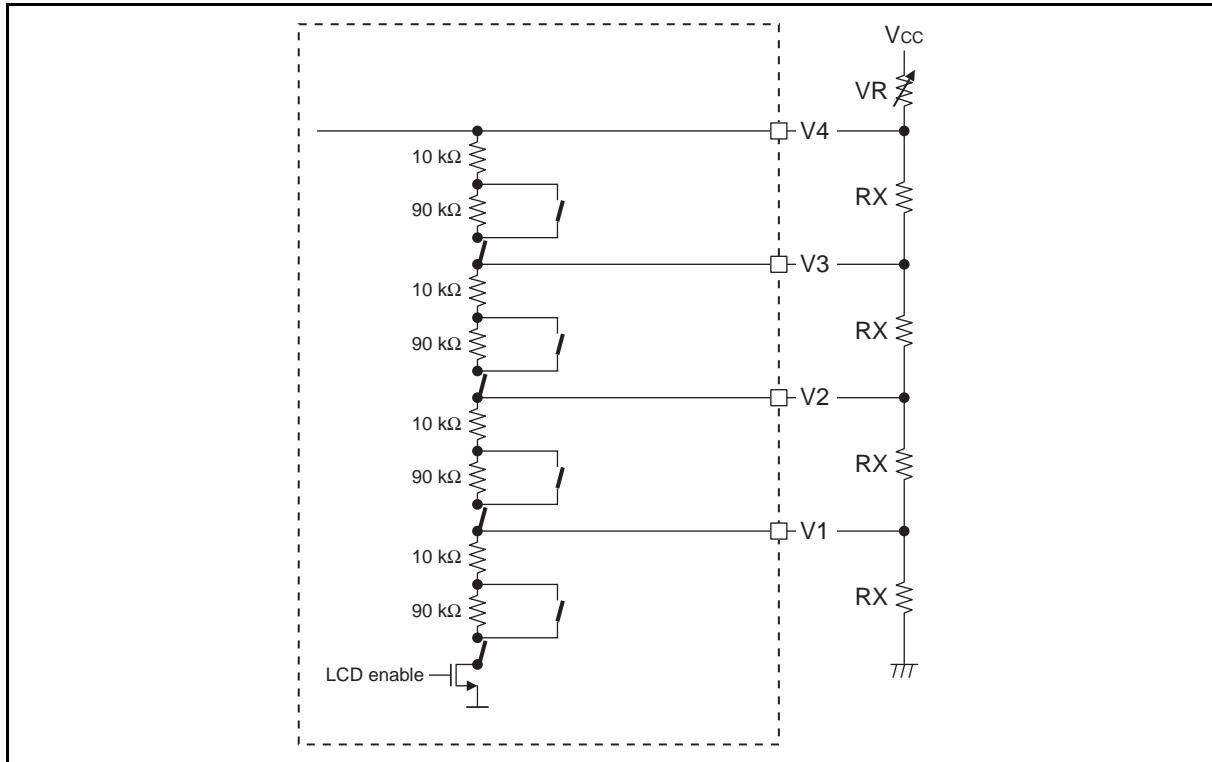 Vcc
VR
V4
10 kΩ
RX
90 kΩ
V3
10 kΩ
RX
90 kΩ
V2
10 kΩ
RX
90 kΩ
V1
10 kΩ
RX
90 kΩ
LCD enable